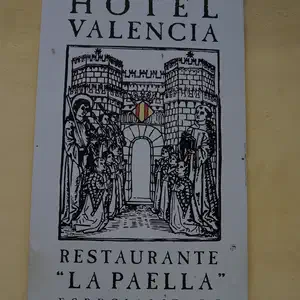 HOTEL
VALENCIA
RESTAURANTE
"LA PAELLA"